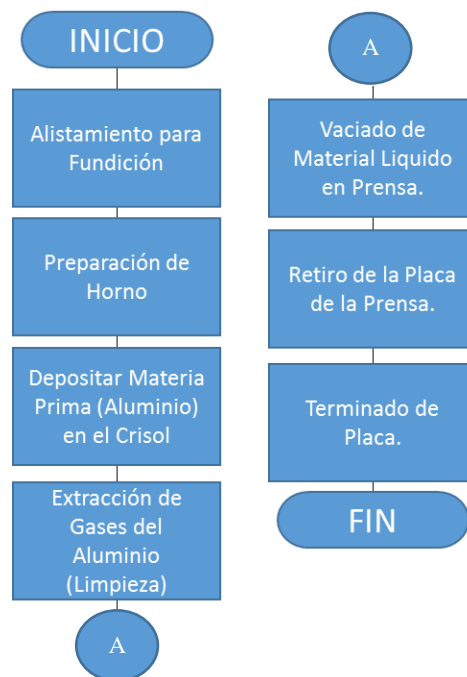 INICIO
Alistamiento para
Fundición
Preparación de
Horno
Depositar Materia
Prima (Aluminio)
en el Crisol
Extracción de
Gases del
Aluminio
(Limpieza)
A
A
Vaciado de
Material Liquido
en Prensa.
Retiro de la Placa
de la Prensa.
Terminado de
Placa.
FIN